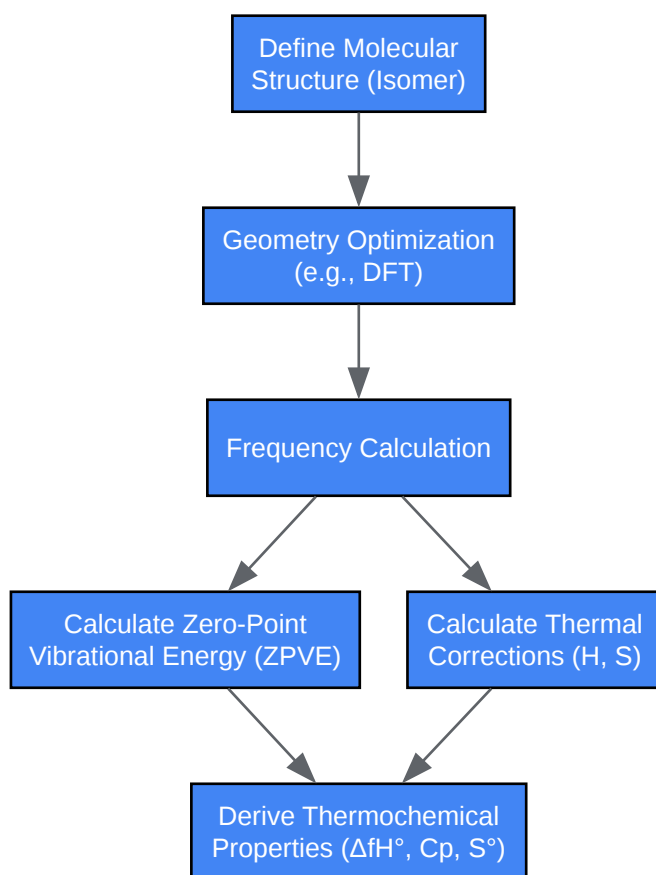 Define Molecular
Structure (Isomer)
Geometry Optimization
(e.g., DFT)
Frequency Calculation
Calculate Zero-Point
Vibrational Energy (ZPVE)
Calculate Thermal
Corrections (H, S)
Derive Thermochemical
Properties (ΔfH°, Cp, S°)